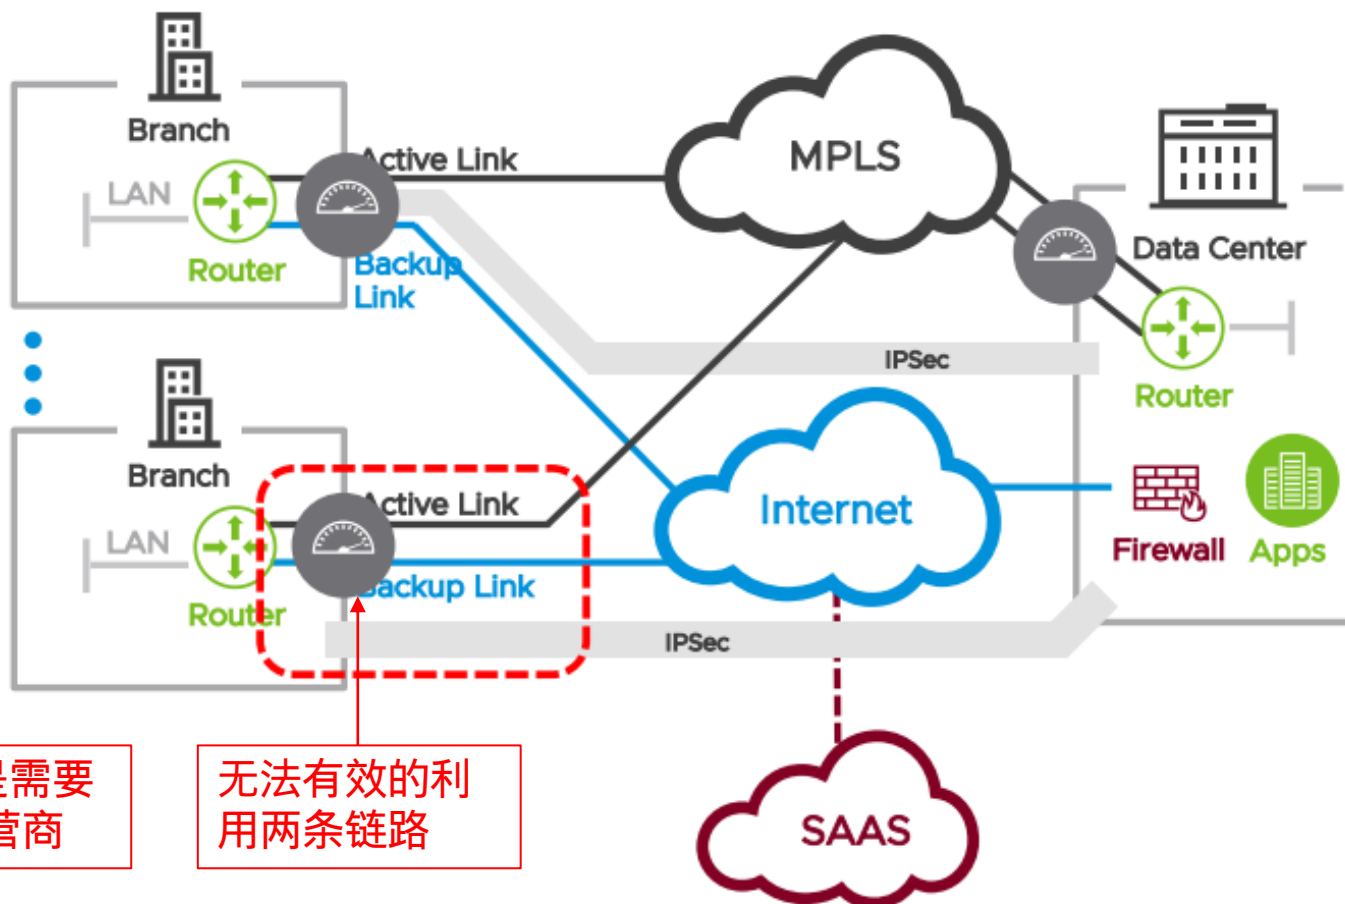 Branch
LAN
Router
Active Link
Backup
Link
MPLS
Data Center
Router
IPSec
Branch
LAN
Router
Active Link
Backup Link
Internet
Firewall
Apps
IPSec
SAAS
是需要
营商
无法有效的利
用两条链路